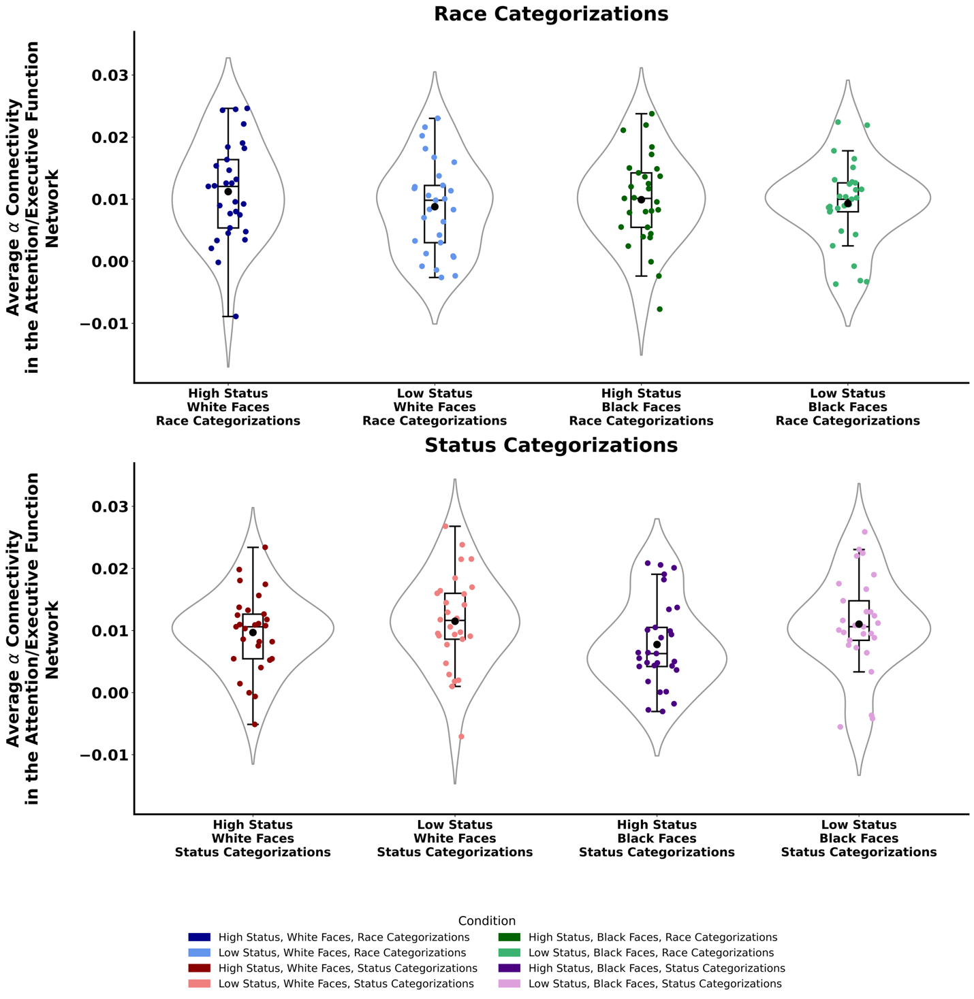 Race Categorizations
Average α Connectivity
in the Attention/Executive Function
Network
0.03
0.02
0.01
0.00
−0.01
High Status
White Faces
Race Categorizations
Low Status
White Faces
Race Categorizations
High Status
Black Faces
Race Categorizations
Low Status
Black Faces
Race Categorizations
Status Categorizations
Average α Connectivity
in the Attention/Executive Function
Network
0.03
0.02
0.01
0.00
−0.01
High Status
White Faces
Status Categorizations
Low Status
White Faces
Status Categorizations
High Status
Black Faces
Status Categorizations
Low Status
Black Faces
Status Categorizations
Condition
High Status, White Faces, Race Categorizations
Low Status, White Faces, Race Categorizations
High Status, White Faces, Status Categorizations
Low Status, White Faces, Status Categorizations
High Status, Black Faces, Race Categorizations
Low Status, Black Faces, Race Categorizations
High Status, Black Faces, Status Categorizations
Low Status, Black Faces, Status Categorizations